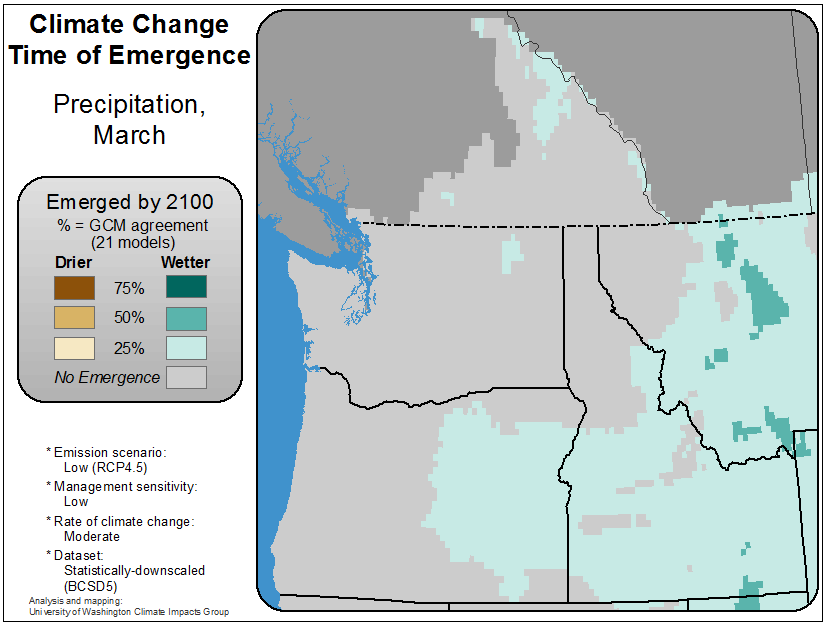 Climate Change
Time of Emergence
Precipitation,
March
Emerged by 2100
% = GCM agreement
(21 models)
Drier Wetter
75%
50%
25%
No Emergence
* Emission scenario:
Low (RCP4.5)
* Management sensitivity:
Low
* Rate of climate change:
Moderate
* Dataset:
Statistically-downscaled
(BCSD5)
Analysis and mapping:
University of Washington Climate Impacts Group